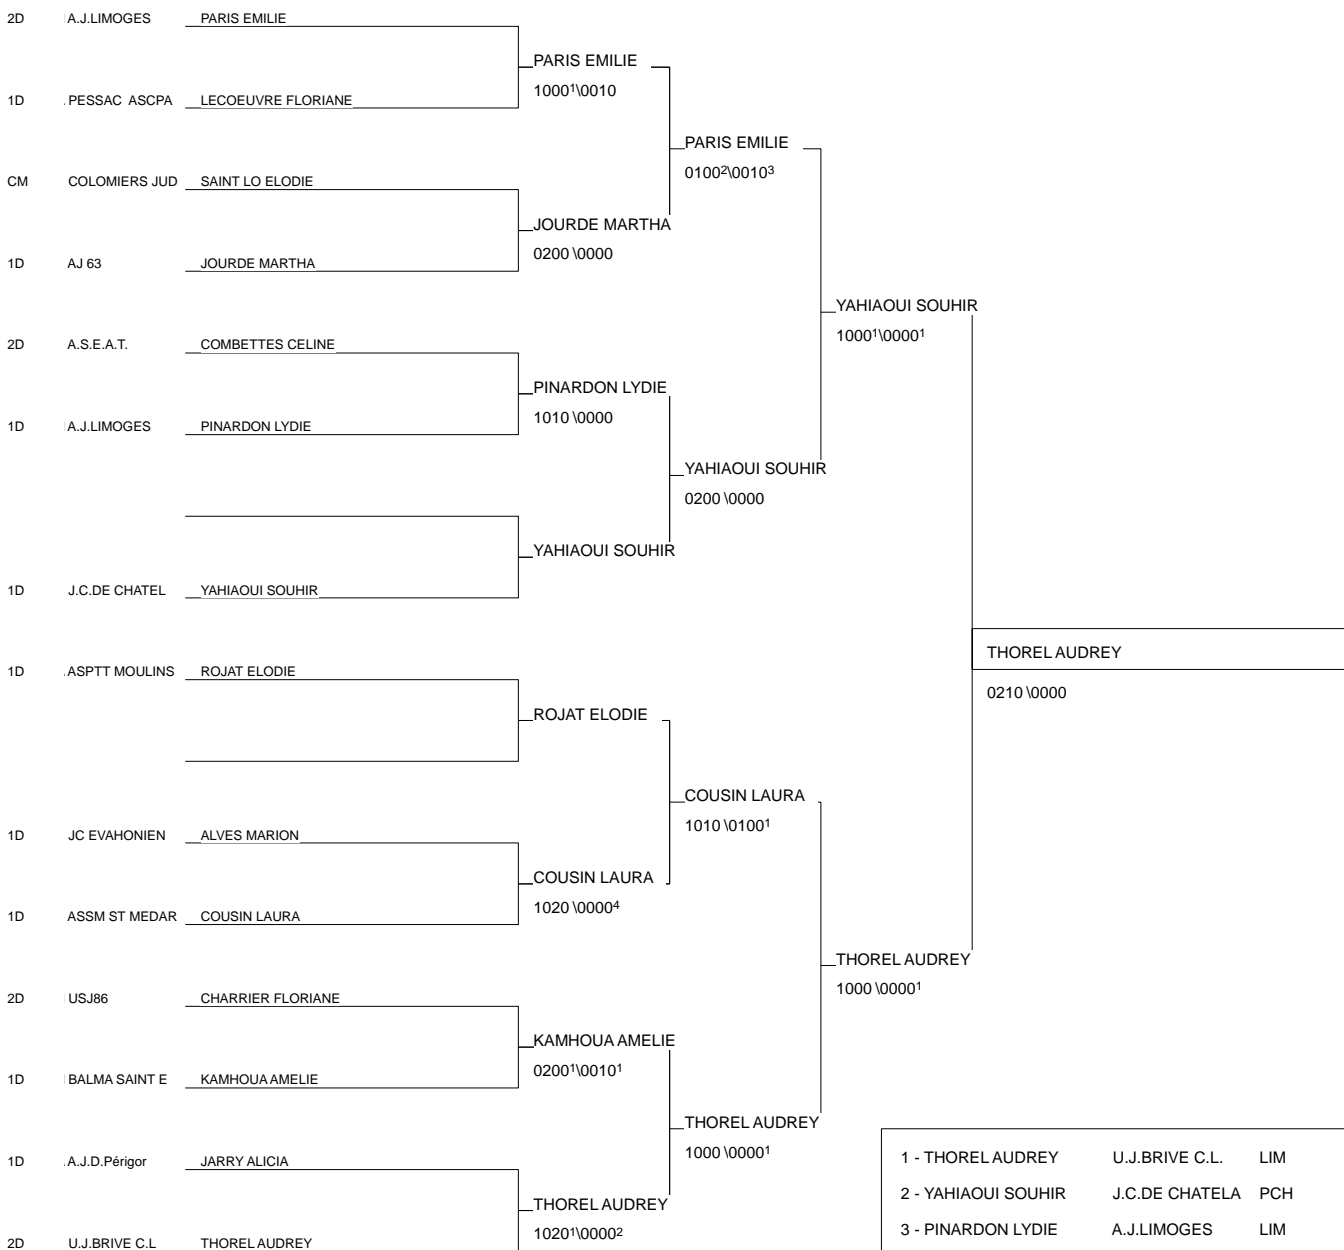 2D A.J.LIMOGES PARIS EMILIE
PARIS EMILIE
1000¹\0010
1D PESSAC ASCPA LECOEUVRE FLORIANE
PARIS EMILIE
0100²\0010³
CM COLOMIERS JUD SAINT LO ELODIE
JOURDE MARTHA
0200 \0000
1D AJ 63 JOURDE MARTHA
YAHIAOUI SOUHIR
1000¹\0000¹
2D A.S.E.A.T. COMBETTES CELINE
PINARDON LYDIE
1010 \0000
1D A.J.LIMOGES PINARDON LYDIE
YAHIAOUI SOUHIR
0200 \0000
YAHIAOUI SOUHIR
1D J.C.DE CHATEL YAHIAOUI SOUHIR
THOREL AUDREY
0210 \0000
1D ASPTT MOULINS ROJAT ELODIE
ROJAT ELODIE
COUSIN LAURA
1010 \0100¹
1D JC EVAHONIEN ALVES MARION
COUSIN LAURA
1020 \0000⁴
1D ASSM ST MEDAR COUSIN LAURA
THOREL AUDREY
1000 \0000¹
2D USJ86 CHARRIER FLORIANE
KAMHOUA AMELIE
0200¹\0010¹
1D BALMA SAINT E KAMHOUA AMELIE
THOREL AUDREY
1000 \0000¹
1D A.J.D.Périgor JARRY ALICIA
THOREL AUDREY
1020¹\0000²
2D U.J.BRIVE C.L THOREL AUDREY
1 - THOREL AUDREY U.J.BRIVE C.L. LIM
2 - YAHIAOUI SOUHIR J.C.DE CHATELA PCH
3 - PINARDON LYDIE A.J.LIMOGES LIM